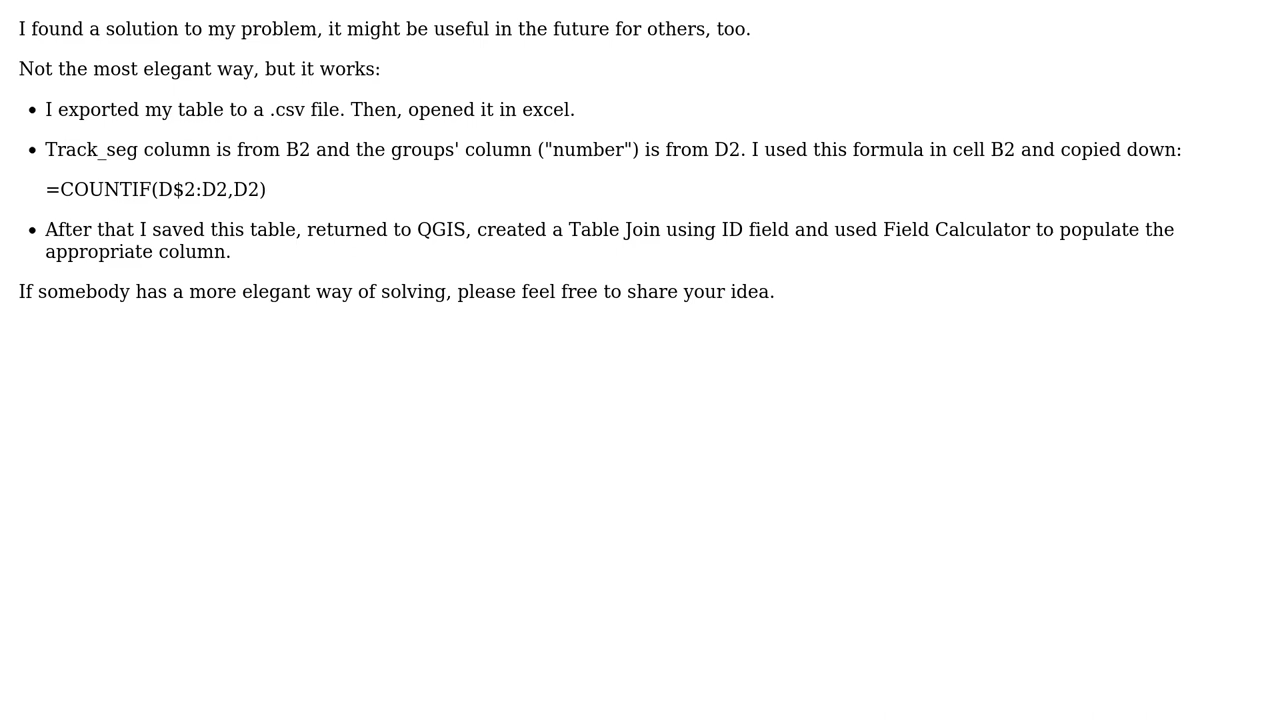 I found a solution to my problem, it might be useful in the future for others, too.
Not the most elegant way, but it works:
• I exported my table to a .csv file. Then, opened it in excel.
• Track_seg column is from B2 and the groups' column ("number") is from D2. I used this formula in cell B2 and copied down:
=COUNTIF(D$2:D2,D2)
• After that I saved this table, returned to QGIS, created a Table Join using ID field and used Field Calculator to populate the
appropriate column.
If somebody has a more elegant way of solving, please feel free to share your idea.